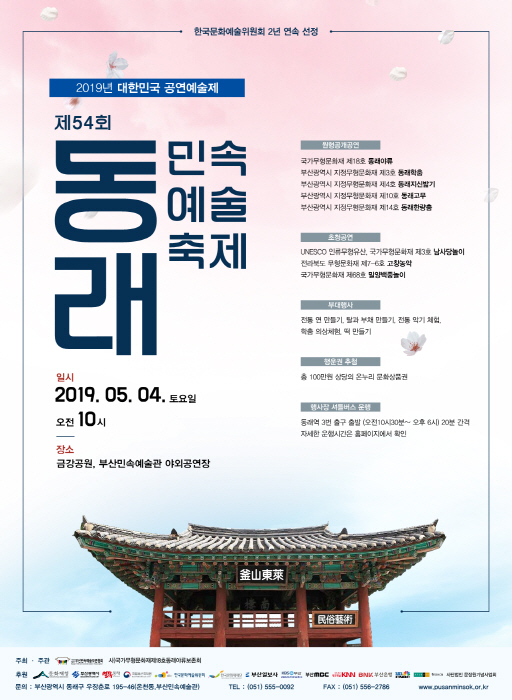 한국문화예술위원회 2년 연속 선정
2019년 대한민국 공연예술제
제54회
동래
민속
예술
축제
일시
2019. 05. 04. 토요일
오전 10시
장소
금강공원, 부산민속예술관 야외공연장
원형공개공연
국가무형문화재 제18호 동래야류
부산광역시 지정무형문화재 제3호 동래학춤
부산광역시 지정무형문화재 제4호 동래지신밟기
부산광역시 지정무형문화재 제10호 동래고무
부산광역시 지정무형문화재 제14호 동래한량춤
초청공연
UNESCO 인류무형유산, 국가무형문화재 제3호 남사당놀이
전라북도 무형문화재 제7-6호 고창농악
국가무형문화재 제68호 밀양백중놀이
부대행사
전통 연 만들기, 탈과 부채 만들기, 전통 악기 체험,
학춤 의상체험, 떡 만들기
행운권 추첨
총 100만원 상당의 온누리 문화상품권
행사장 셔틀버스 운행
동래역 3번 출구 출발 (오전10시30분~ 오후 6시) 20분 간격
자세한 운행시간은 홈페이지에서 확인
釜山東萊
民俗藝術
주최 · 주관 사)국가무형문화재제18호동래야류보존회
후원 부산일보사 부산MBC KNN BNK 부산은행
문의 : 부산광역시 동래구 우장춘로 195-46(온천동,부산민속예술관) TEL : (051) 555-0092 FAX : (051) 556-2786 www.pusanminsok.or.kr